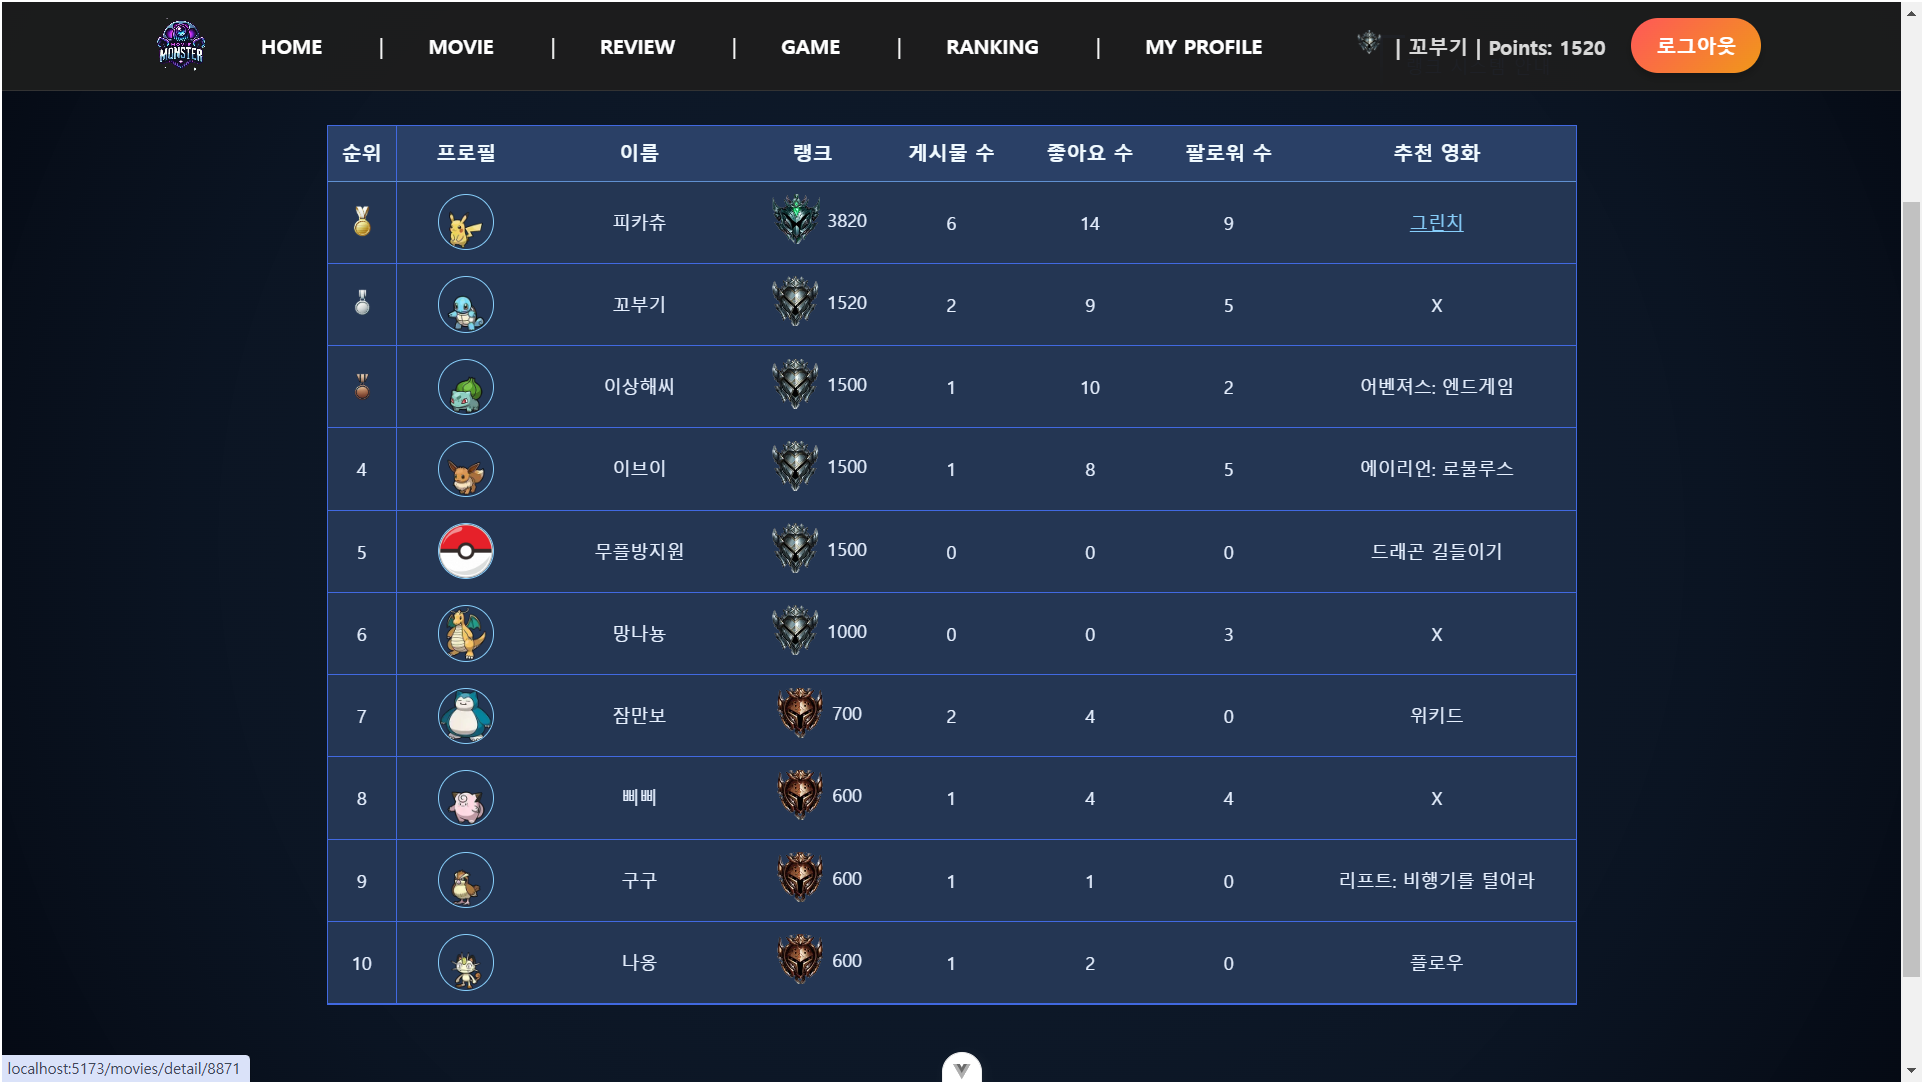 MOVIE
MONSTER
HOME | MOVIE | REVIEW | GAME | RANKING | MY PROFILE
| 꼬부기 | Points: 1520
로그아웃
순위 프로필 이름 랭크 게시물 수 좋아요 수 팔로워 수 추천 영화
피카츄 3820 6 14 9 그린치
꼬부기 1520 2 9 5 X
이상해씨 1500 1 10 2 어벤져스: 엔드게임
4 이브이 1500 1 8 5 에이리언: 로물루스
5 무플방지원 1500 0 0 0 드래곤 길들이기
6 망나뇽 1000 0 0 3 X
7 잠만보 700 2 4 0 위키드
8 삐삐 600 1 4 4 X
9 구구 600 1 1 0 리프트: 비행기를 털어라
10 나옹 600 1 2 0 플로우
localhost:5173/movies/detail/8871